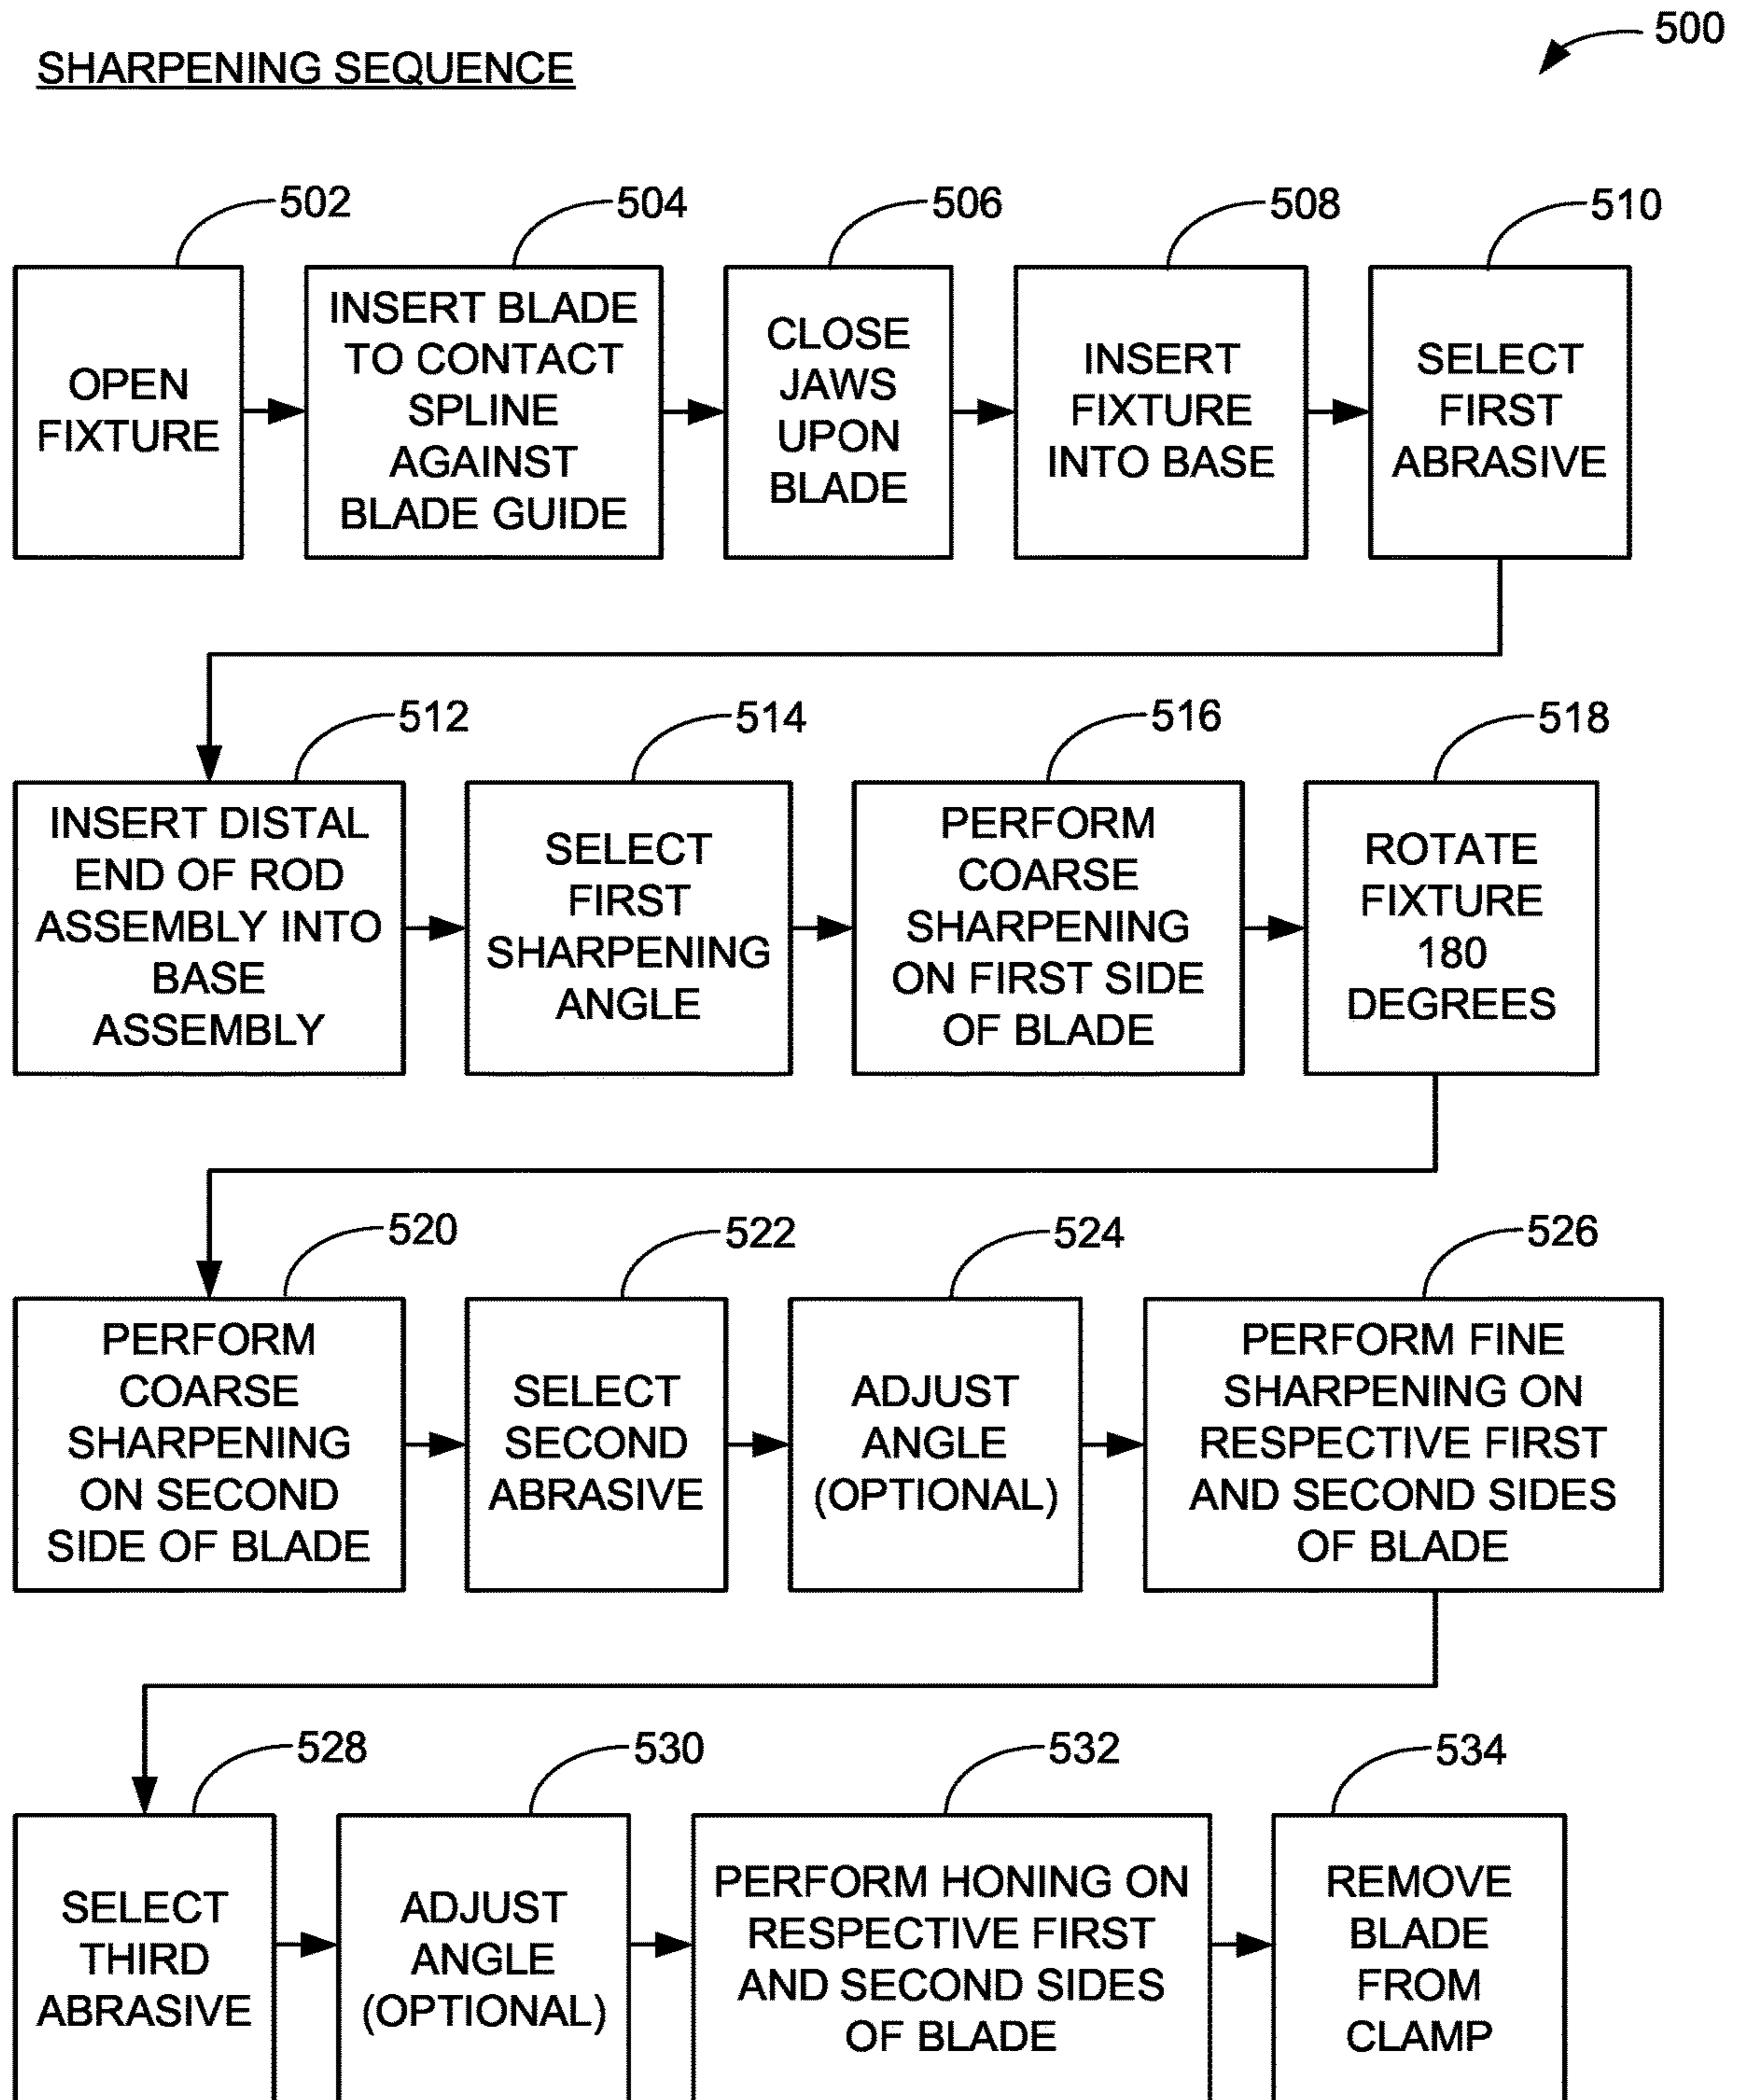 500
SHARPENING SEQUENCE
502
504
506
508
510
OPEN
FIXTURE
INSERT BLADE
TO CONTACT
SPLINE
AGAINST
BLADE GUIDE
CLOSE
JAWS
UPON
BLADE
INSERT
FIXTURE
INTO BASE
SELECT
FIRST
ABRASIVE
512
514
516
518
INSERT DISTAL
END OF ROD
ASSEMBLY INTO
BASE
ASSEMBLY
SELECT
FIRST
SHARPENING
ANGLE
PERFORM
COARSE
SHARPENING
ON FIRST SIDE
OF BLADE
ROTATE
FIXTURE
180
DEGREES
520
522
524
526
PERFORM
COARSE
SHARPENING
ON SECOND
SIDE OF BLADE
SELECT
SECOND
ABRASIVE
ADJUST
ANGLE
(OPTIONAL)
PERFORM FINE
SHARPENING ON
RESPECTIVE FIRST
AND SECOND SIDES
OF BLADE
528
530
532
534
SELECT
THIRD
ABRASIVE
ADJUST
ANGLE
(OPTIONAL)
PERFORM HONING ON
RESPECTIVE FIRST
AND SECOND SIDES
OF BLADE
REMOVE
BLADE
FROM
CLAMP